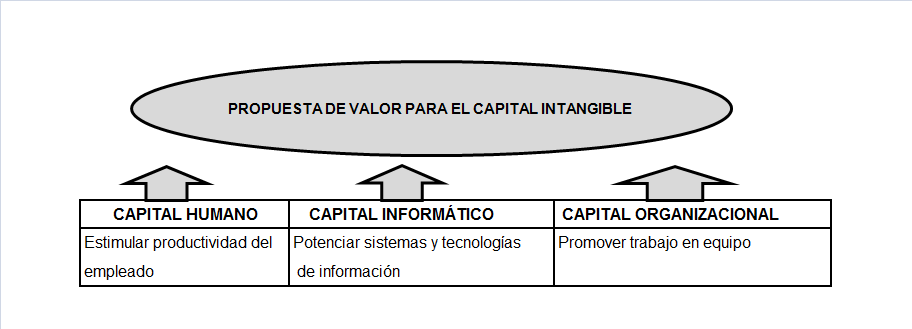 PROPUESTA DE VALOR PARA EL CAPITAL INTANGIBLE
CAPITAL HUMANO
CAPITAL INFORMÁTICO
CAPITAL ORGANIZACIONAL
Estimular productividad del
empleado
Potenciar sistemas y tecnologías
de información
Promover trabajo en equipo